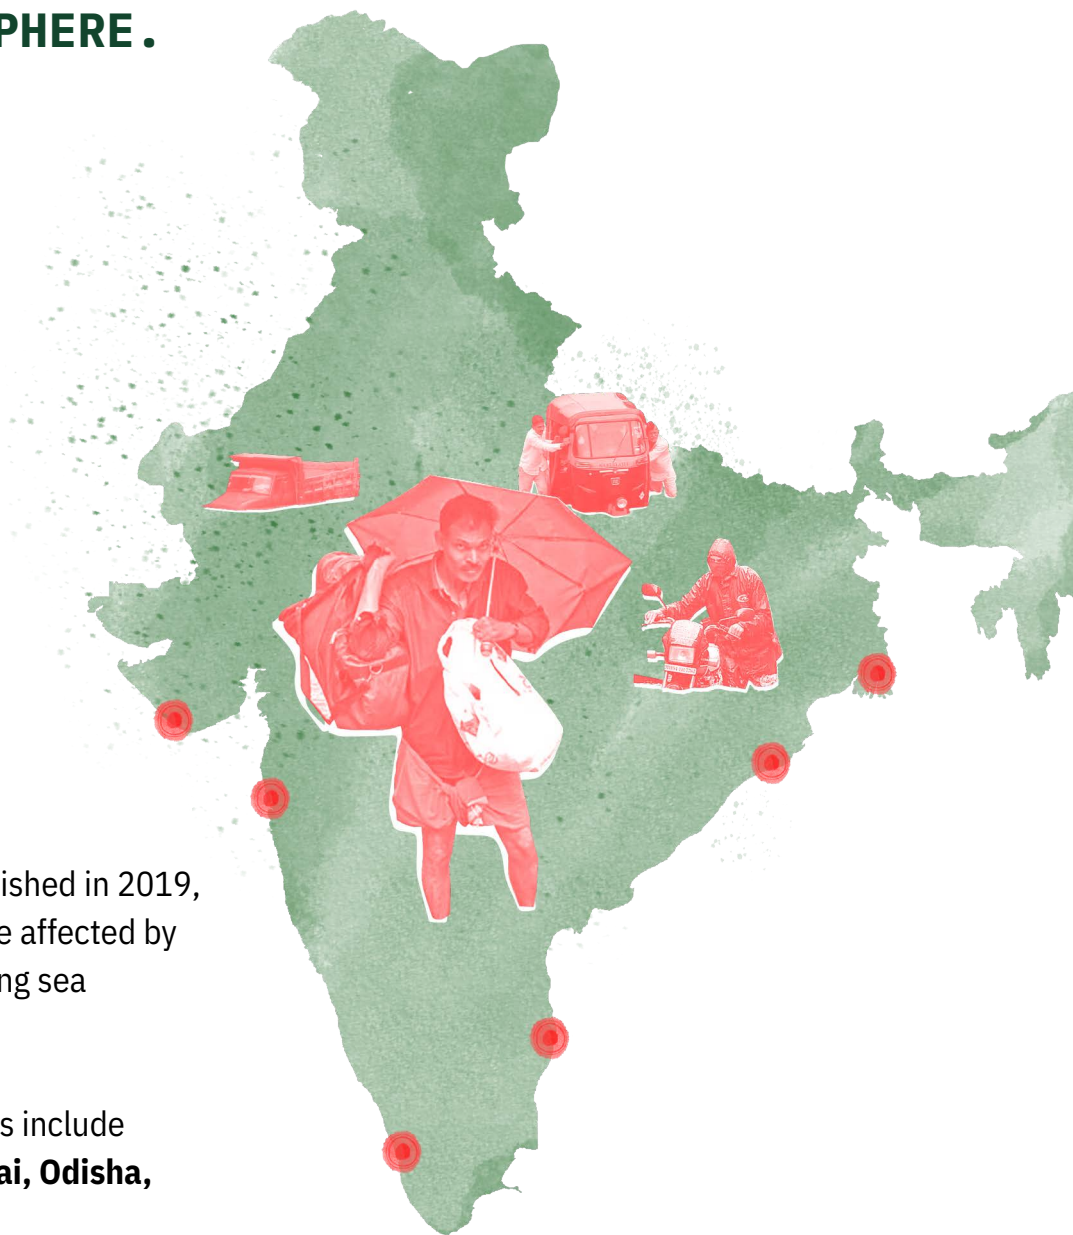 PHERE.
ished in 2019,
e affected by
ng sea
s include
ai, Odisha,